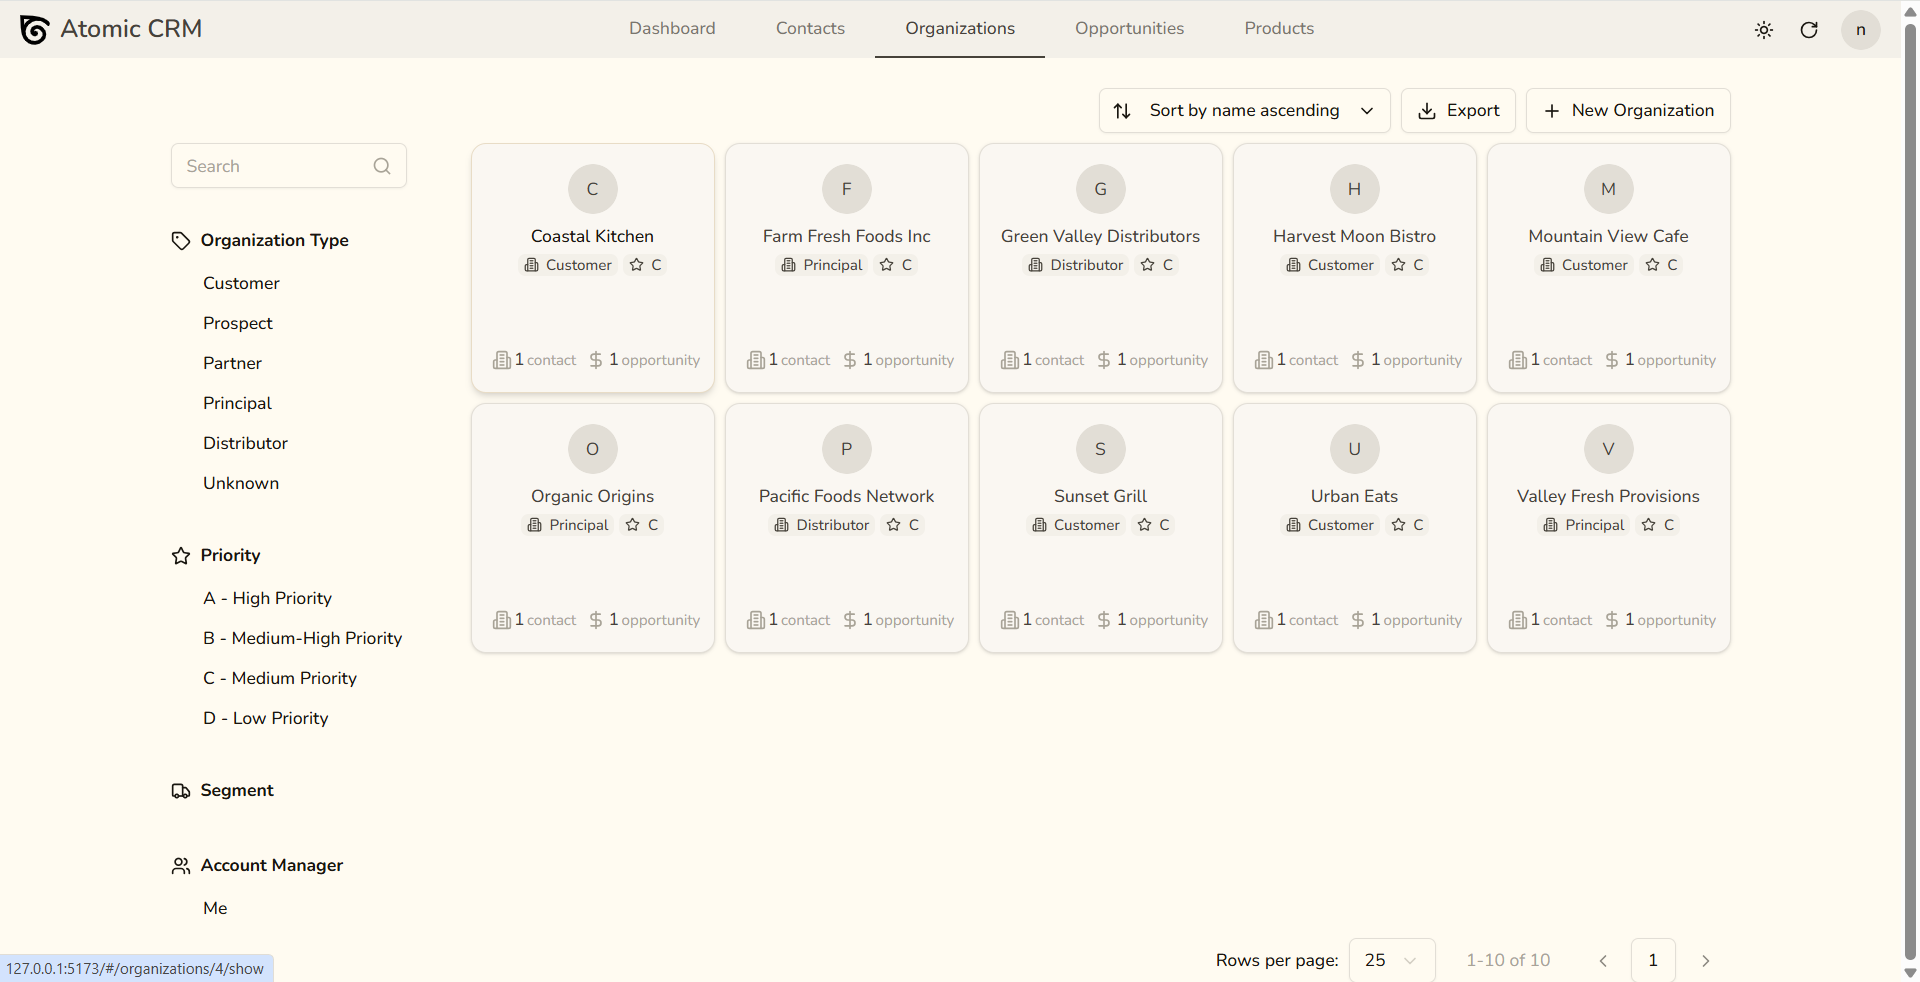 Atomic CRM
Dashboard
Contacts
Organizations
Opportunities
Products
n
Sort by name ascending
Export
New Organization
Search
Organization Type
Customer
Prospect
Partner
Principal
Distributor
Unknown
Priority
A - High Priority
B - Medium-High Priority
C - Medium Priority
D - Low Priority
Segment
Account Manager
Me
C
Coastal Kitchen
Customer C
1 contact 1 opportunity
F
Farm Fresh Foods Inc
Principal C
1 contact 1 opportunity
G
Green Valley Distributors
Distributor C
1 contact 1 opportunity
H
Harvest Moon Bistro
Customer C
1 contact 1 opportunity
M
Mountain View Cafe
Customer C
1 contact 1 opportunity
O
Organic Origins
Principal C
1 contact 1 opportunity
P
Pacific Foods Network
Distributor C
1 contact 1 opportunity
S
Sunset Grill
Customer C
1 contact 1 opportunity
U
Urban Eats
Customer C
1 contact 1 opportunity
V
Valley Fresh Provisions
Principal C
1 contact 1 opportunity
Rows per page: 25 1-10 of 10 1
127.0.0.1:5173/#/organizations/4/show